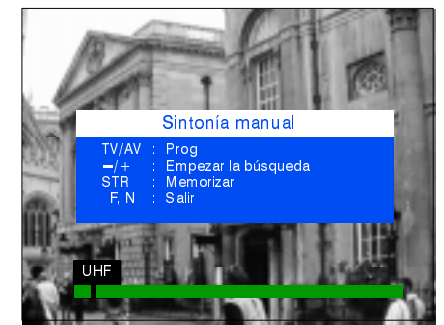 Sintonía manual
TV/AV : Prog
−/+ : Empezar la búsqueda
STR : Memorizar
F, N : Salir
UHF